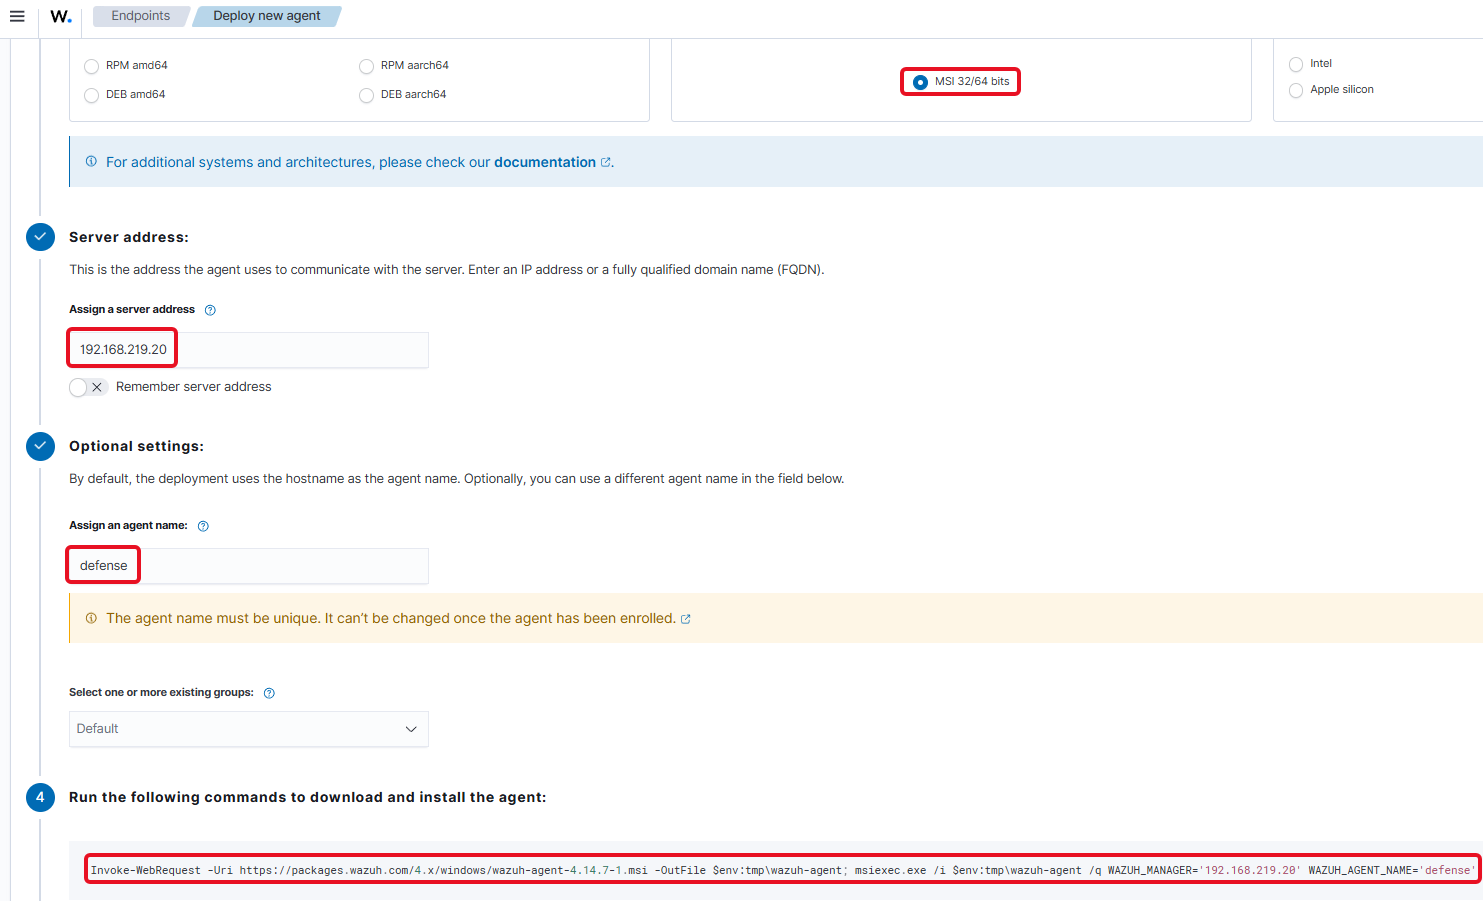 W.
Endpoints
Deploy new agent
RPM amd64
RPM aarch64
DEB amd64
DEB aarch64
MSI 32/64 bits
Intel
Apple silicon
For additional systems and architectures, please check our documentation.
Server address:
This is the address the agent uses to communicate with the server. Enter an IP address or a fully qualified domain name (FQDN).
Assign a server address
192.168.219.20
Remember server address
Optional settings:
By default, the deployment uses the hostname as the agent name. Optionally, you can use a different agent name in the field below.
Assign an agent name:
defense
The agent name must be unique. It can’t be changed once the agent has been enrolled.
Select one or more existing groups:
Default
4
Run the following commands to download and install the agent:
Invoke-WebRequest -Uri https://packages.wazuh.com/4.x/windows/wazuh-agent-4.14.7-1.msi -OutFile $env:tmp\wazuh-agent; msiexec.exe /i $env:tmp\wazuh-agent /q WAZUH_MANAGER='192.168.219.20' WAZUH_AGENT_NAME='defense'